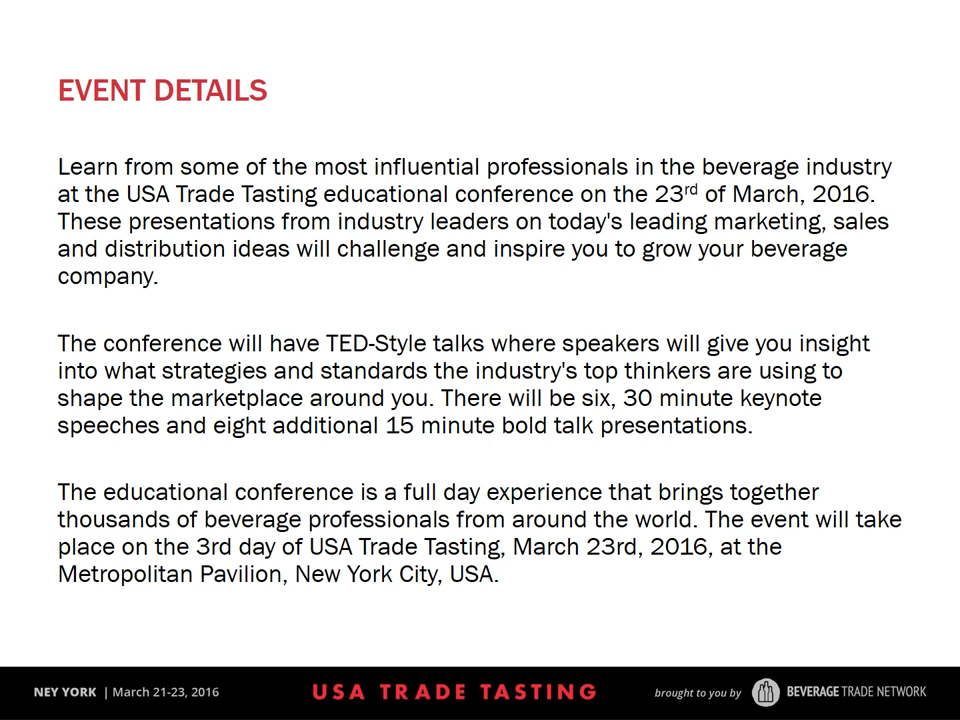 EVENT DETAILS
Learn from some of the most influential professionals in the beverage industry
at the USA Trade Tasting educational conference on the 23rd of March, 2016.
These presentations from industry leaders on today's leading marketing, sales
and distribution ideas will challenge and inspire you to grow your beverage
company.
The conference will have TED-Style talks where speakers will give you insight
into what strategies and standards the industry's top thinkers are using to
shape the marketplace around you. There will be six, 30 minute keynote
speeches and eight additional 15 minute bold talk presentations.
The educational conference is a full day experience that brings together
thousands of beverage professionals from around the world. The event will take
place on the 3rd day of USA Trade Tasting, March 23rd, 2016, at the
Metropolitan Pavilion, New York City, USA.
NEY YORK | March 21-23, 2016 USA TRADE TASTING brought to you by BEVERAGE TRADE NETWORK